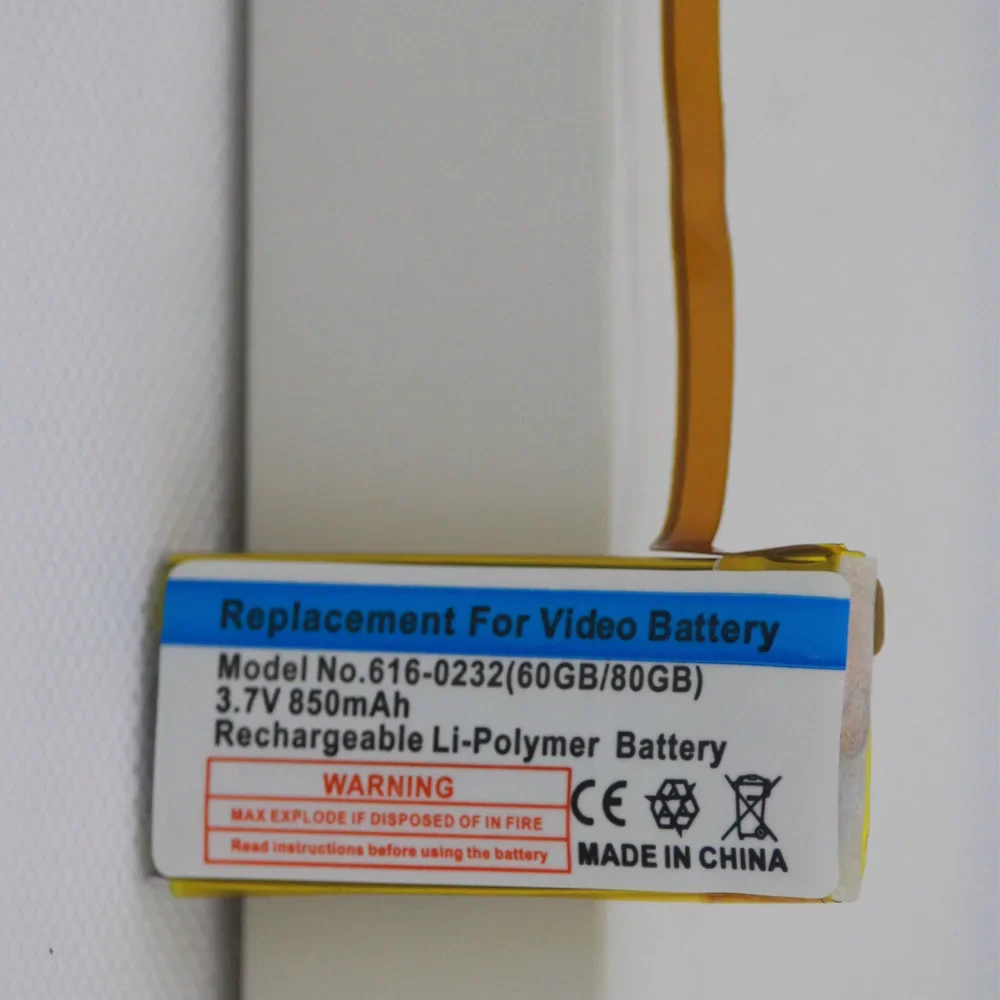 Replacement For Video Battery
Model No.616-0232(60GB/80GB)
3.7V 850mAh
Rechargeable Li-Polymer Battery
WARNING
MAX EXPLODE IF DISPOSED OF IN FIRE
Read instructions before using the battery
CE
MADE IN CHINA